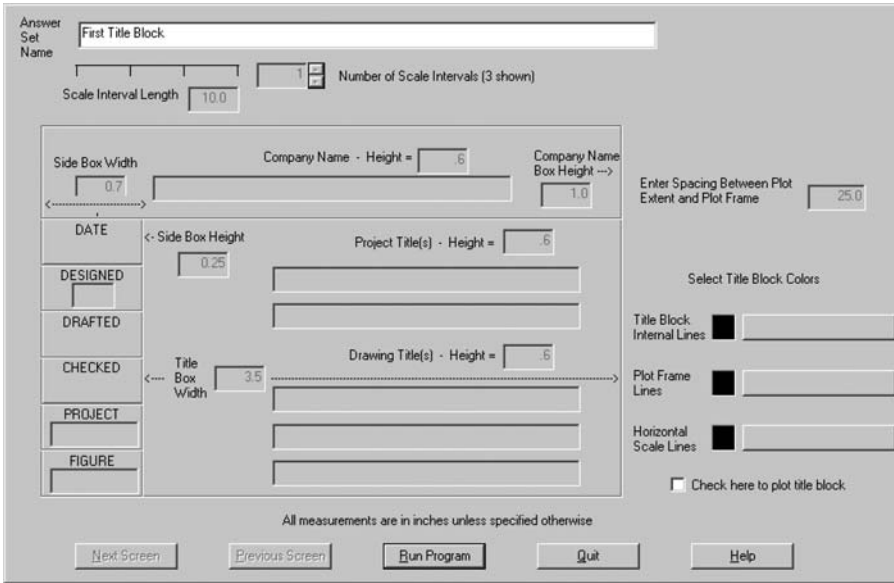 Answer
Set
Name
First Title Block
1
Number of Scale Intervals (3 shown)
Scale Interval Length
10.0
Company Name - Height =
.6
Company Name
Box Height --->
1.0
Side Box Width
0.7
Enter Spacing Between Plot
Extent and Plot Frame
25.0
DATE
<- Side Box Height
0.25
Project Title(s) - Height =
.6
DESIGNED
Select Title Block Colors
DRAFTED
Title Block
Internal Lines
CHECKED
Title
Box
Width
3.5
Drawing Title(s) - Height =
.6
Plot Frame
Lines
PROJECT
Horizontal
Scale Lines
FIGURE
Check here to plot title block
All measurements are in inches unless specified otherwise
Next Screen
Previous Screen
Run Program
Quit
Help